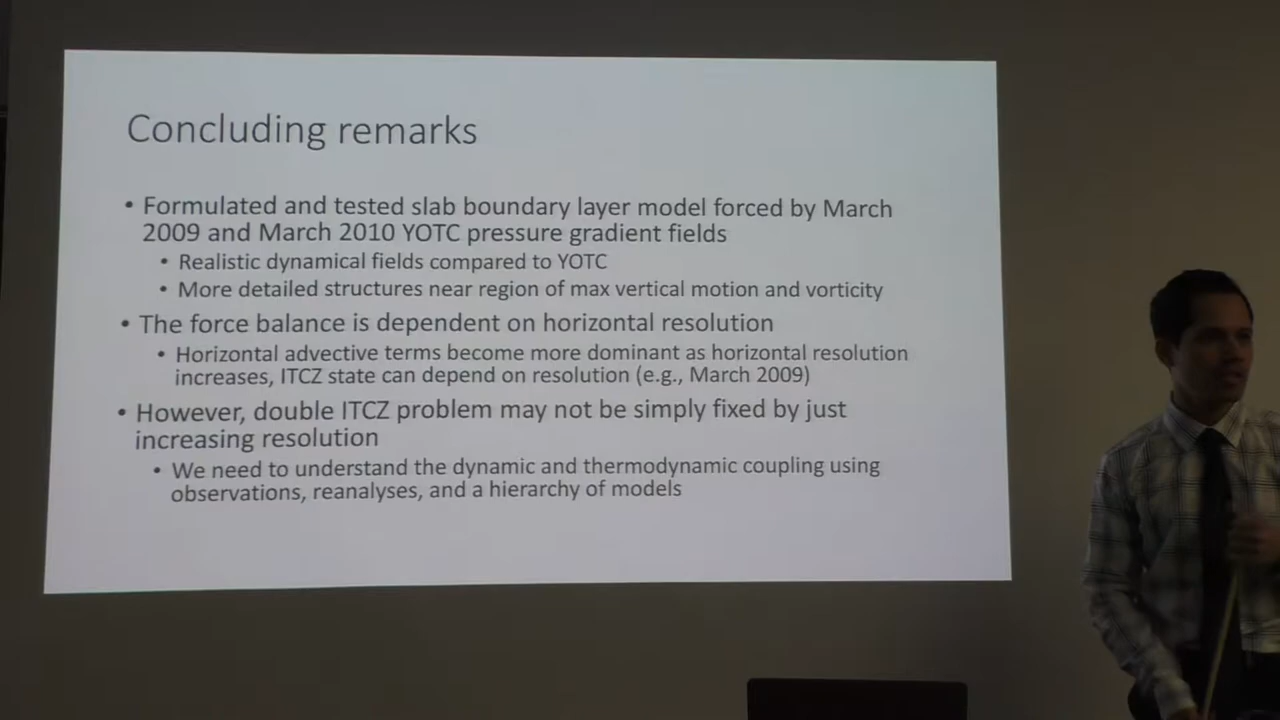 Concluding remarks
• Formulated and tested slab boundary layer model forced by March
2009 and March 2010 YOTC pressure gradient fields
• Realistic dynamical fields compared to YOTC
• More detailed structures near region of max vertical motion and vorticity
• The force balance is dependent on horizontal resolution
• Horizontal advective terms become more dominant as horizontal resolution
increases, ITCZ state can depend on resolution (e.g., March 2009)
• However, double ITCZ problem may not be simply fixed by just
increasing resolution
• We need to understand the dynamic and thermodynamic coupling using
observations, reanalyses, and a hierarchy of models